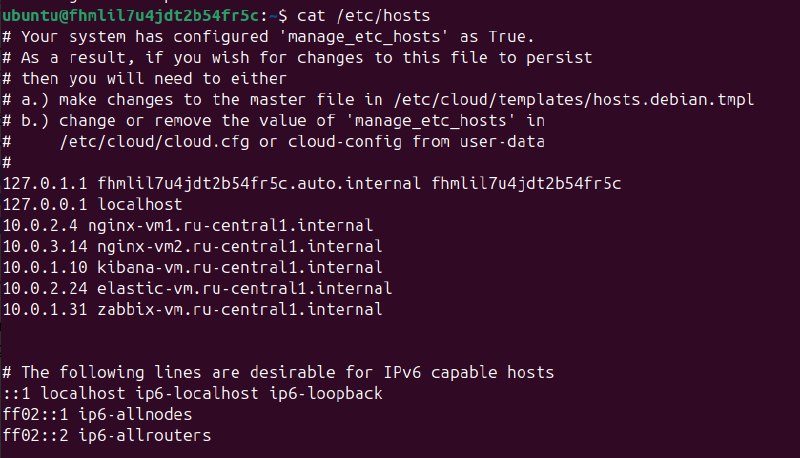 ubuntu@fhmlil7u4jdt2b54fr5c:~$ cat /etc/hosts
# Your system has configured 'manage_etc_hosts' as True.
# As a result, if you wish for changes to this file to persist
# then you will need to either
# a.) make changes to the master file in /etc/cloud/templates/hosts.debian.tmpl
# b.) change or remove the value of 'manage_etc_hosts' in
#     /etc/cloud/cloud.cfg or cloud-config from user-data
#
127.0.1.1 fhmlil7u4jdt2b54fr5c.auto.internal fhmlil7u4jdt2b54fr5c
127.0.0.1 localhost
10.0.2.4 nginx-vm1.ru-central1.internal
10.0.3.14 nginx-vm2.ru-central1.internal
10.0.1.10 kibana-vm.ru-central1.internal
10.0.2.24 elastic-vm.ru-central1.internal
10.0.1.31 zabbix-vm.ru-central1.internal
# The following lines are desirable for IPv6 capable hosts
::1 localhost ip6-localhost ip6-loopback
ff02::1 ip6-allnodes
ff02::2 ip6-allrouters